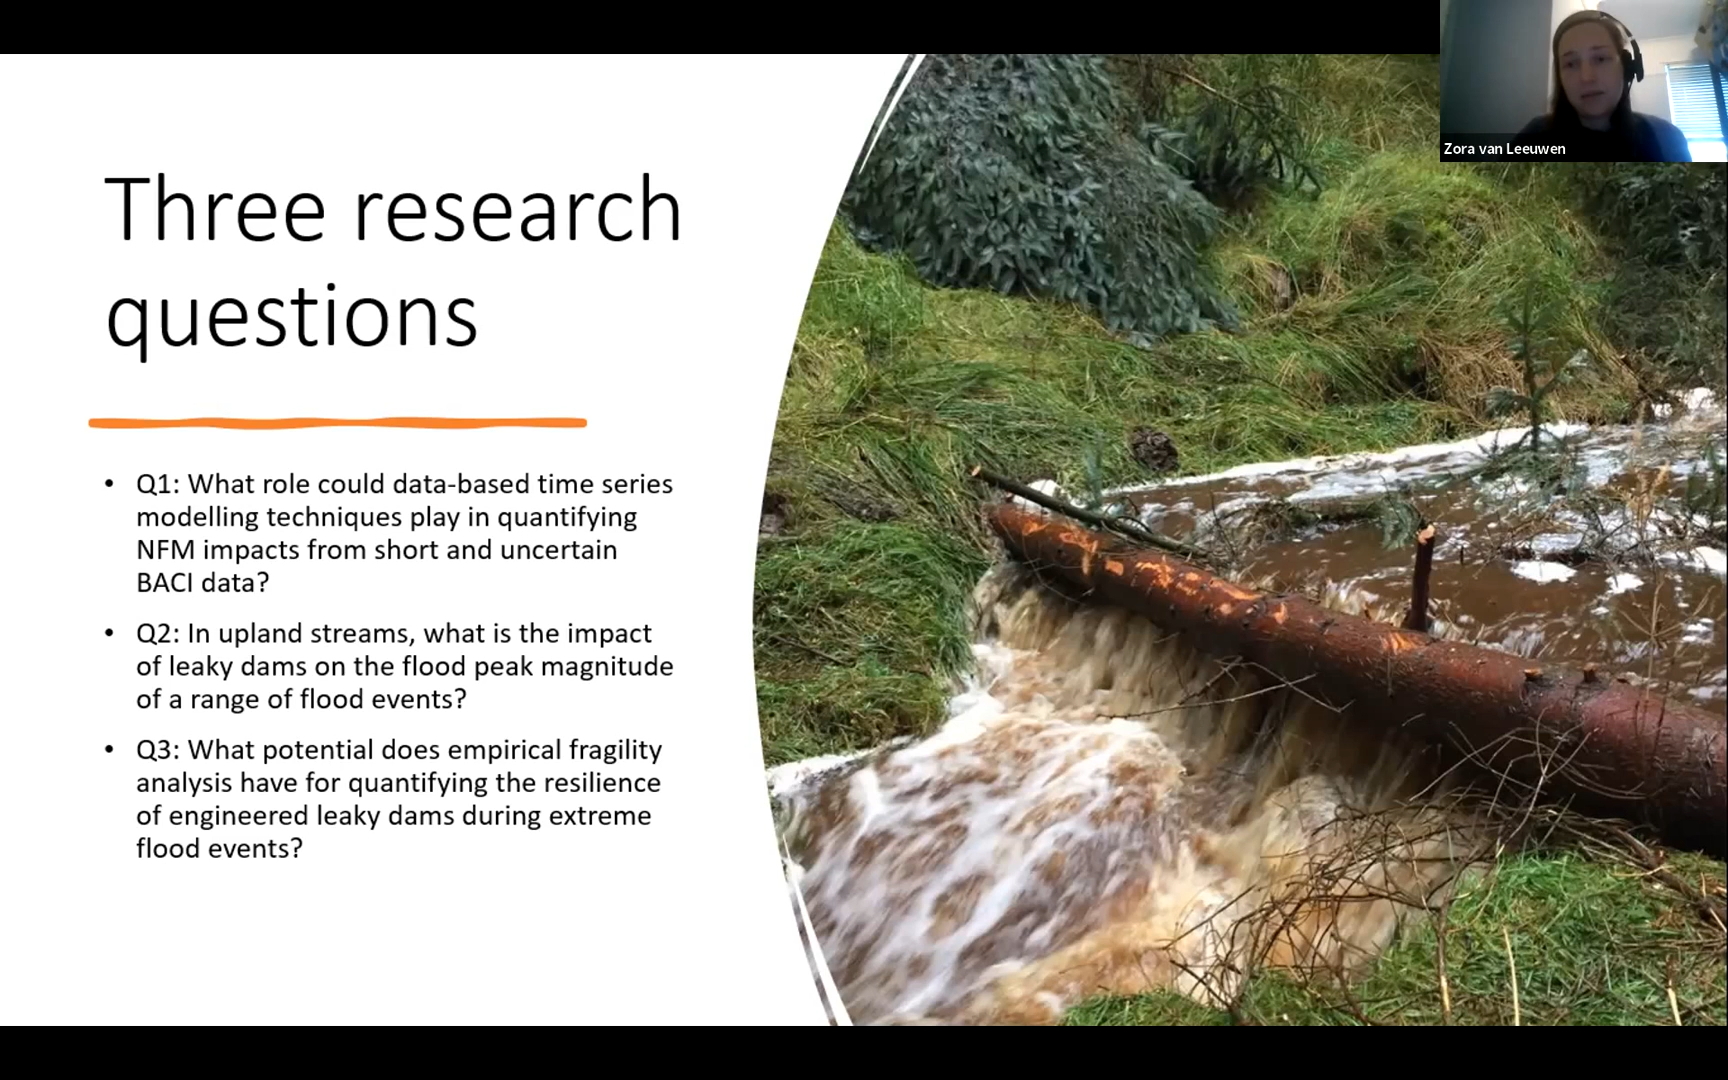 Zora van Leeuwen
Three research
questions
• Q1: What role could data-based time series
modelling techniques play in quantifying
NFM impacts from short and uncertain
BACI data?
• Q2: In upland streams, what is the impact
of leaky dams on the flood peak magnitude
of a range of flood events?
• Q3: What potential does empirical fragility
analysis have for quantifying the resilience
of engineered leaky dams during extreme
flood events?